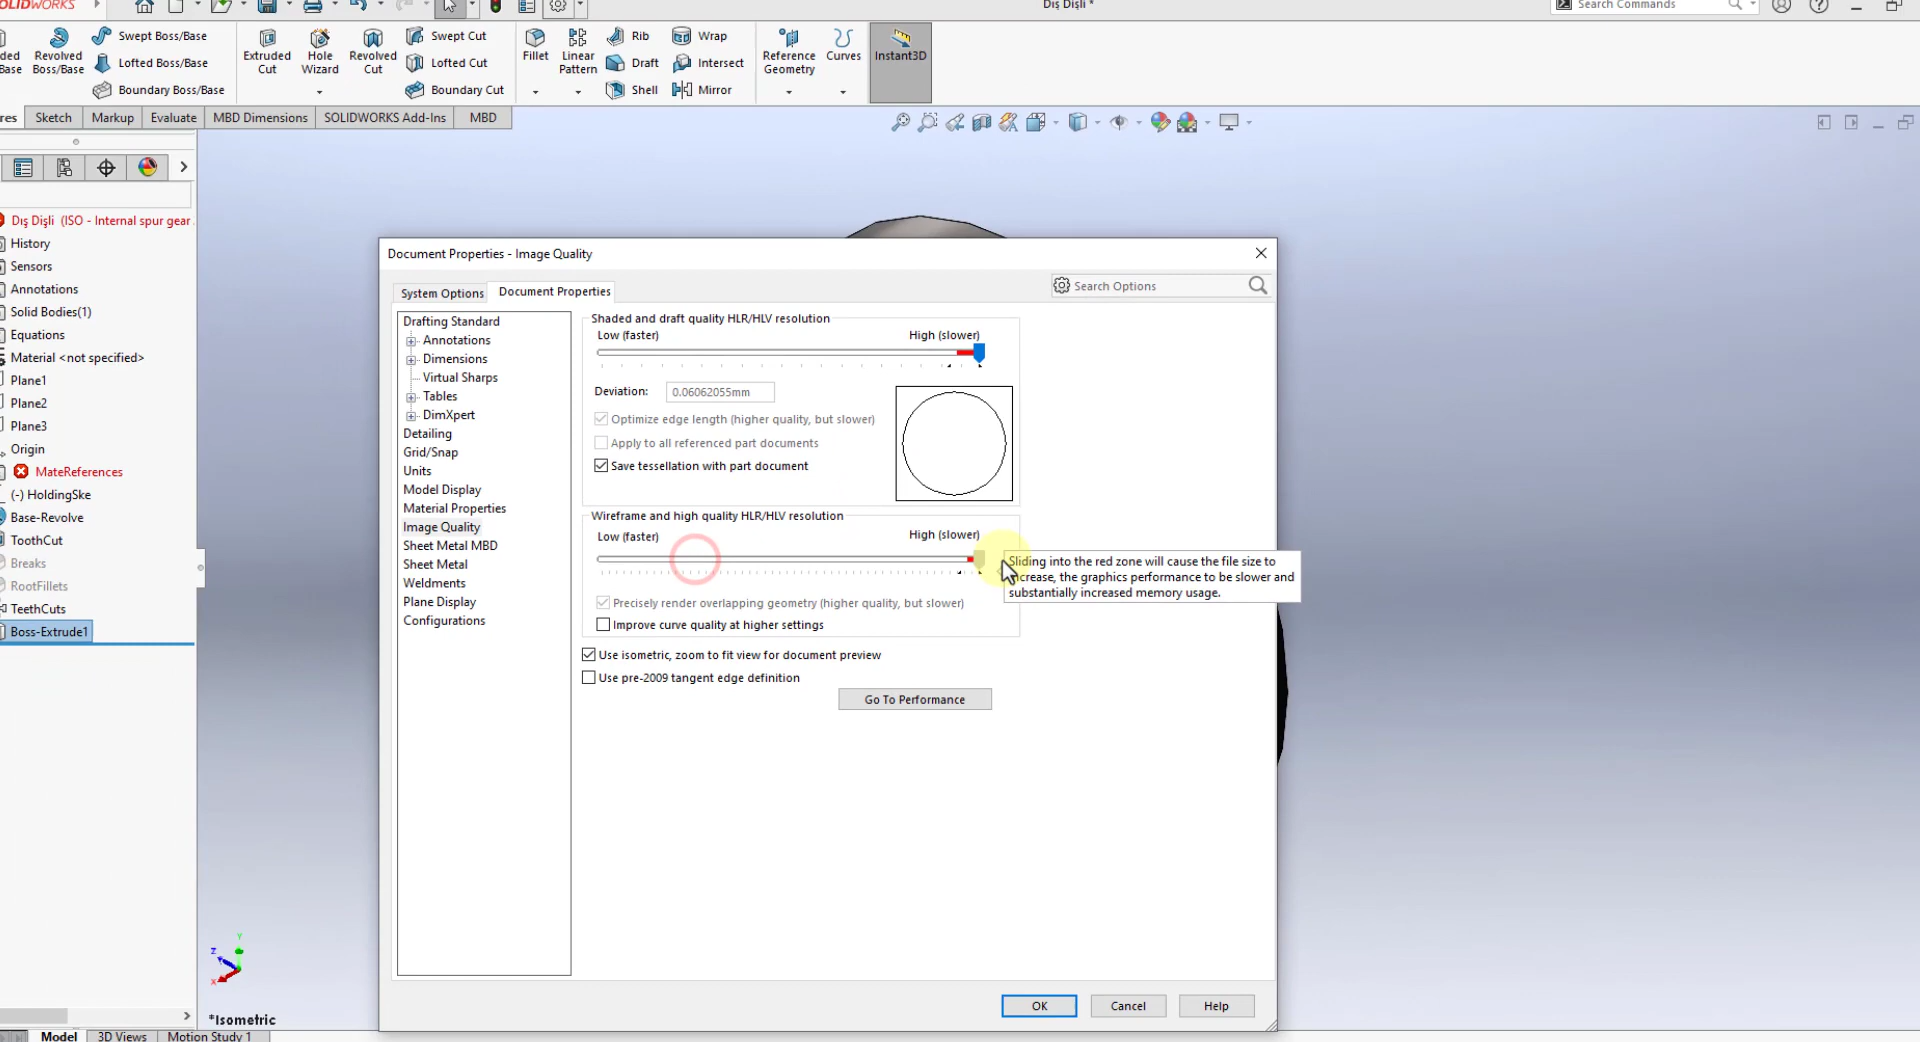 SOLIDWORKS
Dış Dişli *
Search Commands
Revolved
Boss/Base
Swept Boss/Base
Lofted Boss/Base
Boundary Boss/Base
Extruded
Cut
Hole
Wizard
Revolved
Cut
Swept Cut
Lofted Cut
Boundary Cut
Fillet
Linear
Pattern
Rib
Draft
Shell
Wrap
Intersect
Mirror
Reference
Geometry
Curves
Instant3D
Sketch
Markup
Evaluate
MBD Dimensions
SOLIDWORKS Add-Ins
MBD
Dış Dişli (ISO - Internal spur gear
History
Sensors
Annotations
Solid Bodies(1)
Equations
Material <not specified>
Plane1
Plane2
Plane3
Origin
MateReferences
(-) HoldingSke
Base-Revolve
ToothCut
Breaks
RootFillets
TeethCuts
Boss-Extrude1
Document Properties - Image Quality
System Options
Document Properties
Search Options
Drafting Standard
Annotations
Dimensions
Virtual Sharps
Tables
DimXpert
Detailing
Grid/Snap
Units
Model Display
Material Properties
Image Quality
Sheet Metal MBD
Sheet Metal
Weldments
Plane Display
Configurations
Shaded and draft quality HLR/HLV resolution
Low (faster)
High (slower)
Deviation:
0.06062055mm
Optimize edge length (higher quality, but slower)
Apply to all referenced part documents
Save tessellation with part document
Wireframe and high quality HLR/HLV resolution
Low (faster)
High (slower)
Sliding into the red zone will cause the file size to
increase, the graphics performance to be slower and
substantially increased memory usage.
Precisely render overlapping geometry (higher quality, but slower)
Improve curve quality at higher settings
Use isometric, zoom to fit view for document preview
Use pre-2009 tangent edge definition
Go To Performance
OK
Cancel
Help
Y
Z
X
*Isometric
Model
3D Views
Motion Study 1